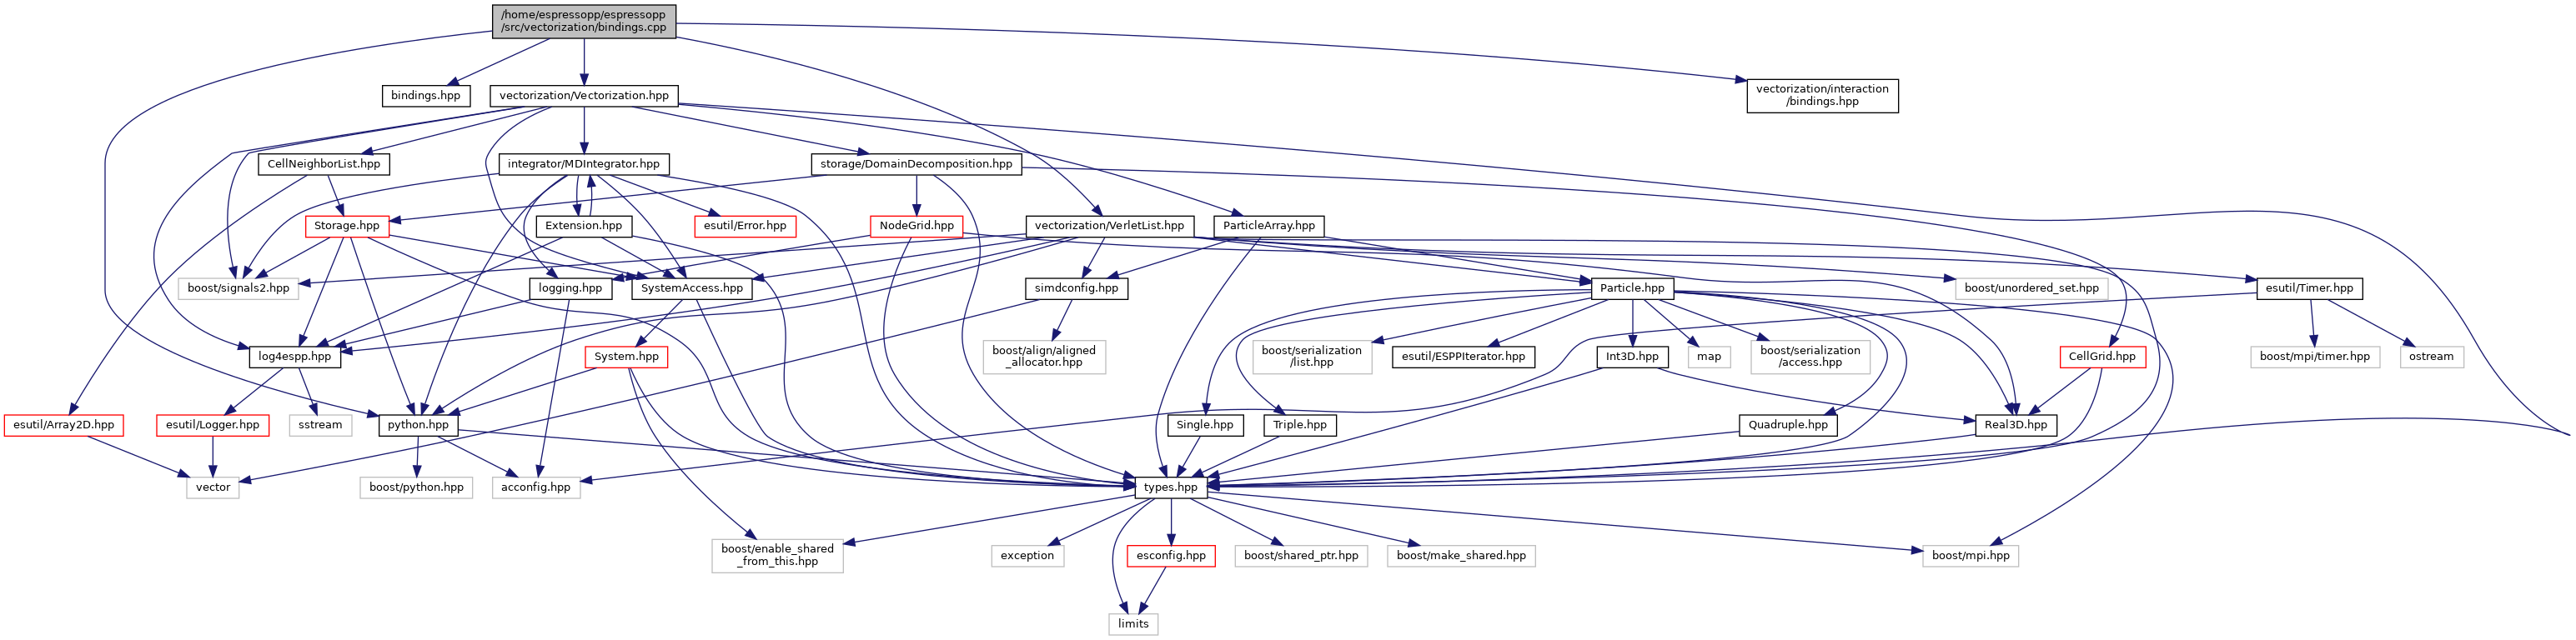 /home/espressopp/espressopp
/src/vectorization/bindings.cpp
bindings.hpp
vectorization/Vectorization.hpp
vectorization/interaction
/bindings.hpp
CellNeighborList.hpp
integrator/MDIntegrator.hpp
storage/DomainDecomposition.hpp
Storage.hpp
Extension.hpp
esutil/Error.hpp
NodeGrid.hpp
vectorization/VerletList.hpp
ParticleArray.hpp
boost/signals2.hpp
logging.hpp
SystemAccess.hpp
simdconfig.hpp
Particle.hpp
boost/unordered_set.hpp
esutil/Timer.hpp
log4espp.hpp
System.hpp
boost/align/aligned
_allocator.hpp
boost/serialization
/list.hpp
esutil/ESPPIterator.hpp
Int3D.hpp
map
boost/serialization
/access.hpp
CellGrid.hpp
boost/mpi/timer.hpp
ostream
esutil/Array2D.hpp
esutil/Logger.hpp
sstream
python.hpp
Single.hpp
Triple.hpp
Quadruple.hpp
Real3D.hpp
vector
boost/python.hpp
acconfig.hpp
types.hpp
boost/enable_shared
_from_this.hpp
exception
esconfig.hpp
boost/shared_ptr.hpp
boost/make_shared.hpp
boost/mpi.hpp
limits